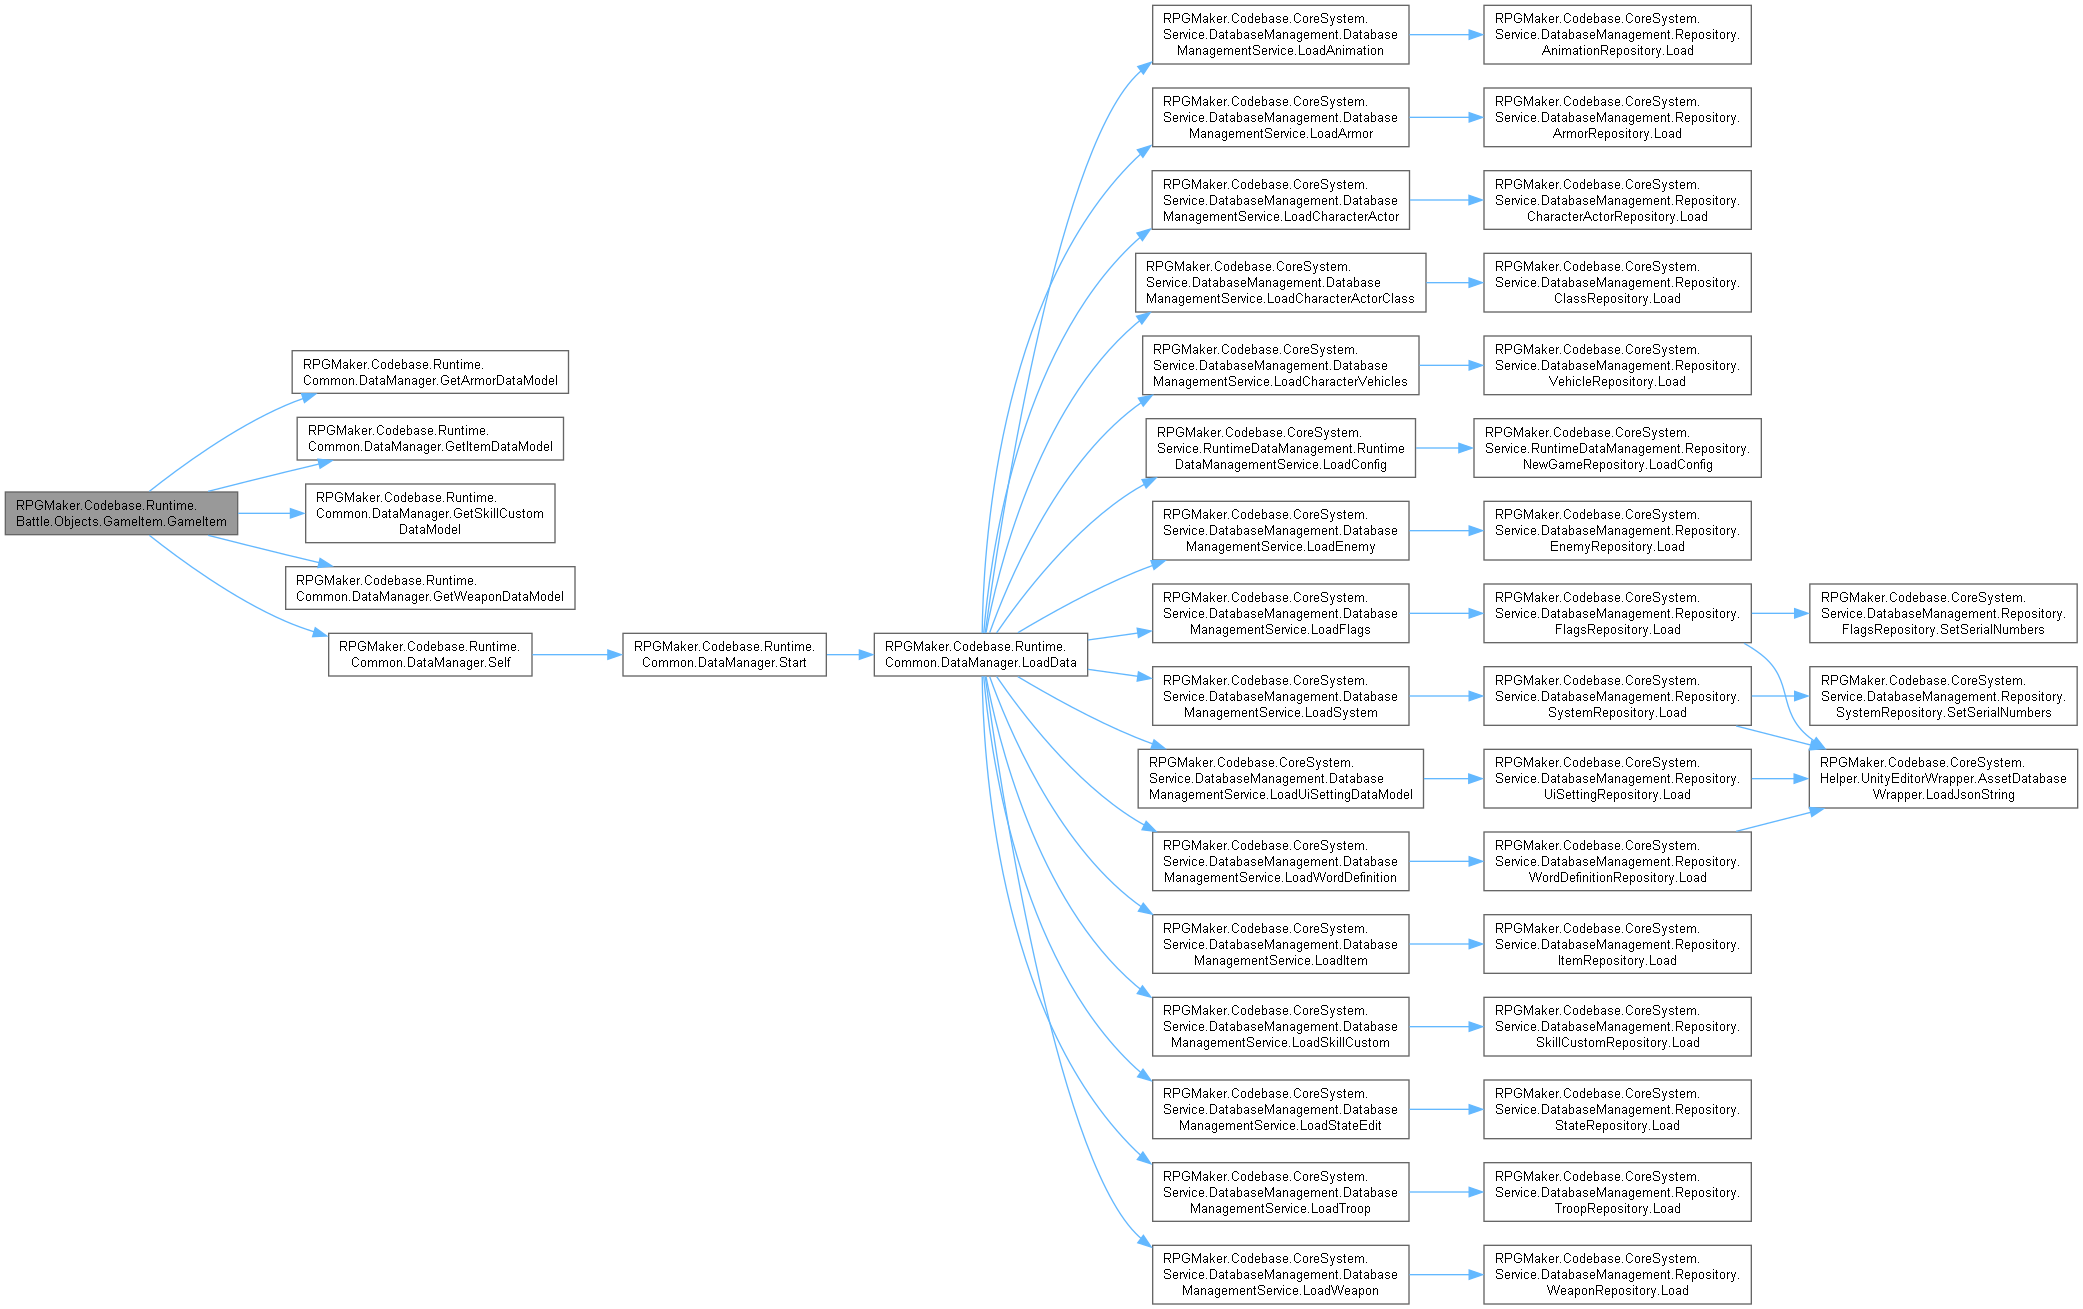 RPGMaker.Codebase.Runtime.
Battle.Objects.GameItem.GameItem
RPGMaker.Codebase.Runtime.
Common.DataManager.GetArmorDataModel
RPGMaker.Codebase.Runtime.
Common.DataManager.GetItemDataModel
RPGMaker.Codebase.Runtime.
Common.DataManager.GetSkillCustom
DataModel
RPGMaker.Codebase.Runtime.
Common.DataManager.GetWeaponDataModel
RPGMaker.Codebase.Runtime.
Common.DataManager.Self
RPGMaker.Codebase.Runtime.
Common.DataManager.Start
RPGMaker.Codebase.Runtime.
Common.DataManager.LoadData
RPGMaker.Codebase.CoreSystem.
Service.DatabaseManagement.Database
ManagementService.LoadAnimation
RPGMaker.Codebase.CoreSystem.
Service.DatabaseManagement.Repository.
AnimationRepository.Load
RPGMaker.Codebase.CoreSystem.
Service.DatabaseManagement.Database
ManagementService.LoadArmor
RPGMaker.Codebase.CoreSystem.
Service.DatabaseManagement.Repository.
ArmorRepository.Load
RPGMaker.Codebase.CoreSystem.
Service.DatabaseManagement.Database
ManagementService.LoadCharacterActor
RPGMaker.Codebase.CoreSystem.
Service.DatabaseManagement.Repository.
CharacterActorRepository.Load
RPGMaker.Codebase.CoreSystem.
Service.DatabaseManagement.Database
ManagementService.LoadCharacterActorClass
RPGMaker.Codebase.CoreSystem.
Service.DatabaseManagement.Repository.
ClassRepository.Load
RPGMaker.Codebase.CoreSystem.
Service.DatabaseManagement.Database
ManagementService.LoadCharacterVehicles
RPGMaker.Codebase.CoreSystem.
Service.DatabaseManagement.Repository.
VehicleRepository.Load
RPGMaker.Codebase.CoreSystem.
Service.RuntimeDataManagement.Runtime
DataManagementService.LoadConfig
RPGMaker.Codebase.CoreSystem.
Service.RuntimeDataManagement.Repository.
NewGameRepository.LoadConfig
RPGMaker.Codebase.CoreSystem.
Service.DatabaseManagement.Database
ManagementService.LoadEnemy
RPGMaker.Codebase.CoreSystem.
Service.DatabaseManagement.Repository.
EnemyRepository.Load
RPGMaker.Codebase.CoreSystem.
Service.DatabaseManagement.Database
ManagementService.LoadFlags
RPGMaker.Codebase.CoreSystem.
Service.DatabaseManagement.Repository.
FlagsRepository.Load
RPGMaker.Codebase.CoreSystem.
Service.DatabaseManagement.Repository.
FlagsRepository.SetSerialNumbers
RPGMaker.Codebase.CoreSystem.
Service.DatabaseManagement.Database
ManagementService.LoadSystem
RPGMaker.Codebase.CoreSystem.
Service.DatabaseManagement.Repository.
SystemRepository.Load
RPGMaker.Codebase.CoreSystem.
Service.DatabaseManagement.Repository.
SystemRepository.SetSerialNumbers
RPGMaker.Codebase.CoreSystem.
Service.DatabaseManagement.Database
ManagementService.LoadUiSettingDataModel
RPGMaker.Codebase.CoreSystem.
Service.DatabaseManagement.Repository.
UiSettingRepository.Load
RPGMaker.Codebase.CoreSystem.
Helper.UnityEditorWrapper.AssetDatabase
Wrapper.LoadJsonString
RPGMaker.Codebase.CoreSystem.
Service.DatabaseManagement.Database
ManagementService.LoadWordDefinition
RPGMaker.Codebase.CoreSystem.
Service.DatabaseManagement.Repository.
WordDefinitionRepository.Load
RPGMaker.Codebase.CoreSystem.
Service.DatabaseManagement.Database
ManagementService.LoadItem
RPGMaker.Codebase.CoreSystem.
Service.DatabaseManagement.Repository.
ItemRepository.Load
RPGMaker.Codebase.CoreSystem.
Service.DatabaseManagement.Database
ManagementService.LoadSkillCustom
RPGMaker.Codebase.CoreSystem.
Service.DatabaseManagement.Repository.
SkillCustomRepository.Load
RPGMaker.Codebase.CoreSystem.
Service.DatabaseManagement.Database
ManagementService.LoadStateEdit
RPGMaker.Codebase.CoreSystem.
Service.DatabaseManagement.Repository.
StateRepository.Load
RPGMaker.Codebase.CoreSystem.
Service.DatabaseManagement.Database
ManagementService.LoadTroop
RPGMaker.Codebase.CoreSystem.
Service.DatabaseManagement.Repository.
TroopRepository.Load
RPGMaker.Codebase.CoreSystem.
Service.DatabaseManagement.Database
ManagementService.LoadWeapon
RPGMaker.Codebase.CoreSystem.
Service.DatabaseManagement.Repository.
WeaponRepository.Load